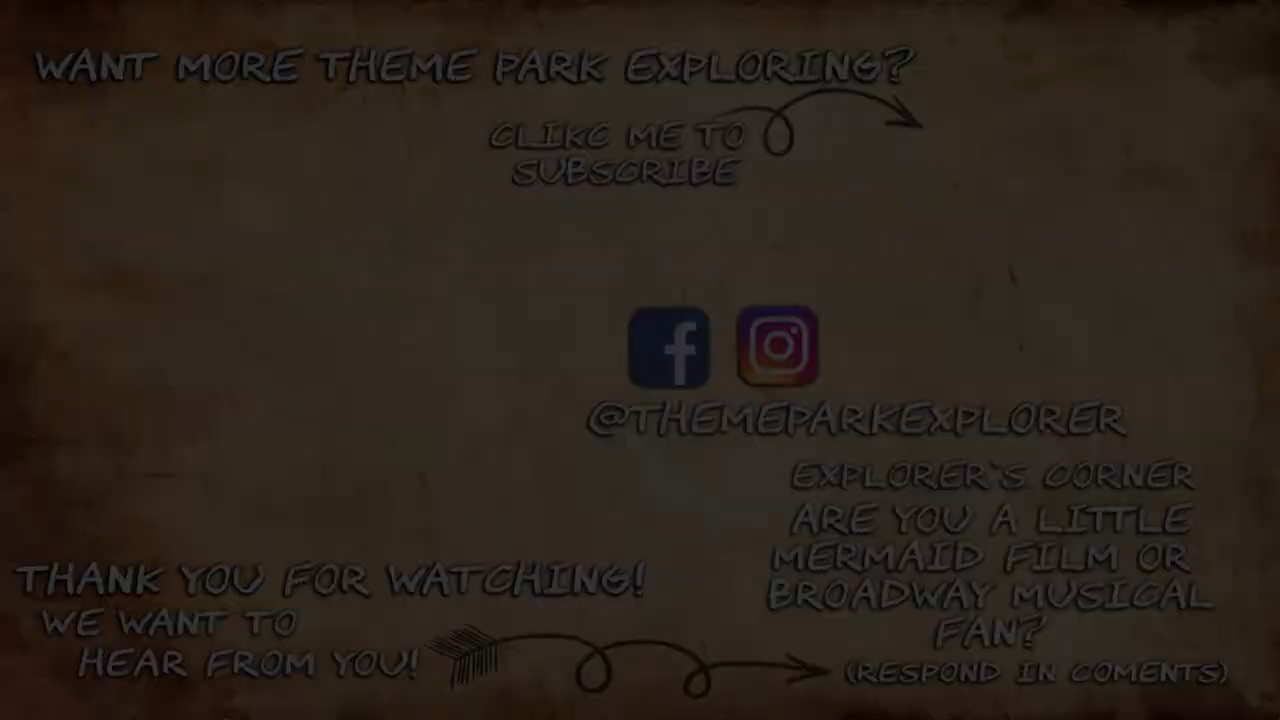 WANT MORE THEME PARK EXPLORING?
CLIKC ME TO
SUBSCRIBE
@THEMEPARKEXPLORER
EXPLORER'S CORNER
ARE YOU A LITTLE
MERMAID FILM OR
BROADWAY MUSICAL
FAN?
(RESPOND IN COMENTS)
THANK YOU FOR WATCHING!
WE WANT TO
HEAR FROM YOU!